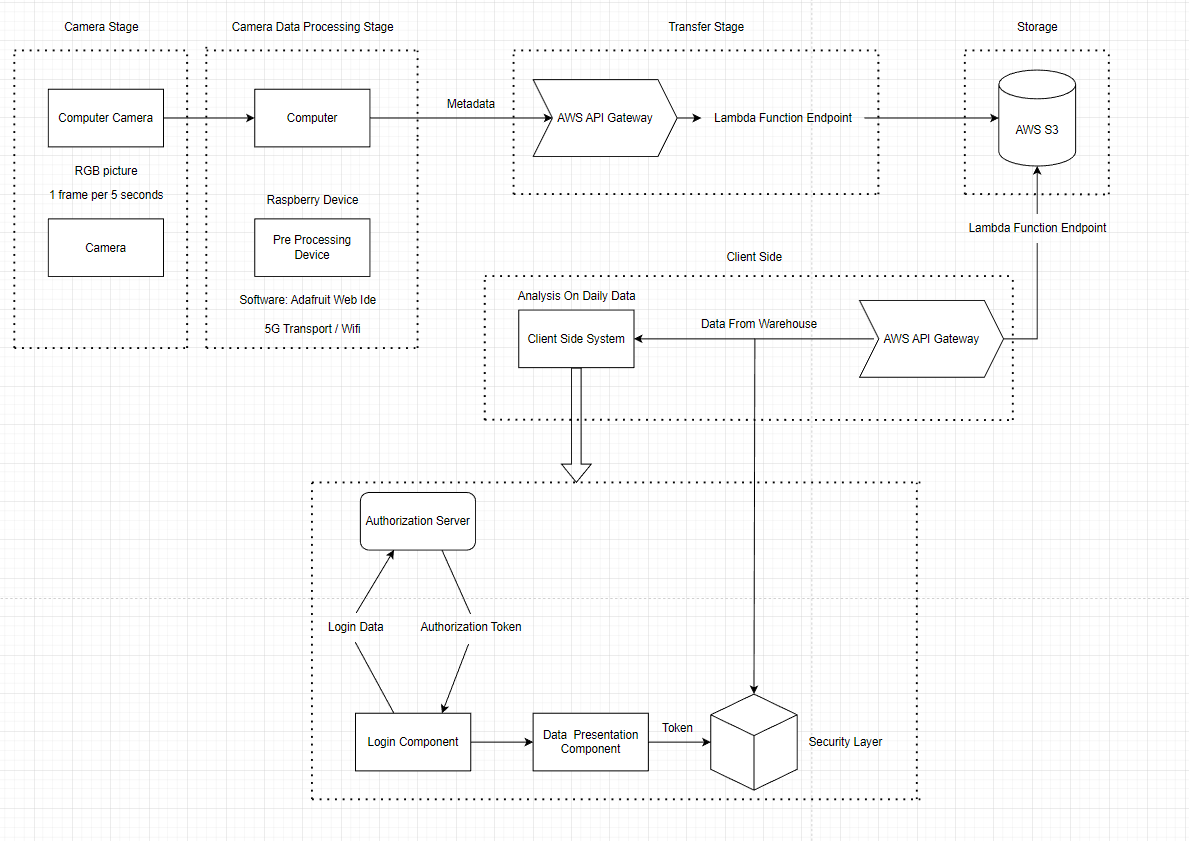 Camera Stage
Camera Data Processing Stage
Transfer Stage
Storage
Computer Camera
Computer
Metadata
AWS API Gateway
Lambda Function Endpoint
AWS S3
RGB picture
1 frame per 5 seconds
Camera
Raspberry Device
Pre Processing
Device
Software: Adafruit Web Ide
5G Transport / Wifi
Lambda Function Endpoint
Client Side
Analysis On Daily Data
Client Side System
Data From Warehouse
AWS API Gateway
Authorization Server
Login Data
Authorization Token
Login Component
Data Presentation
Component
Token
Security Layer